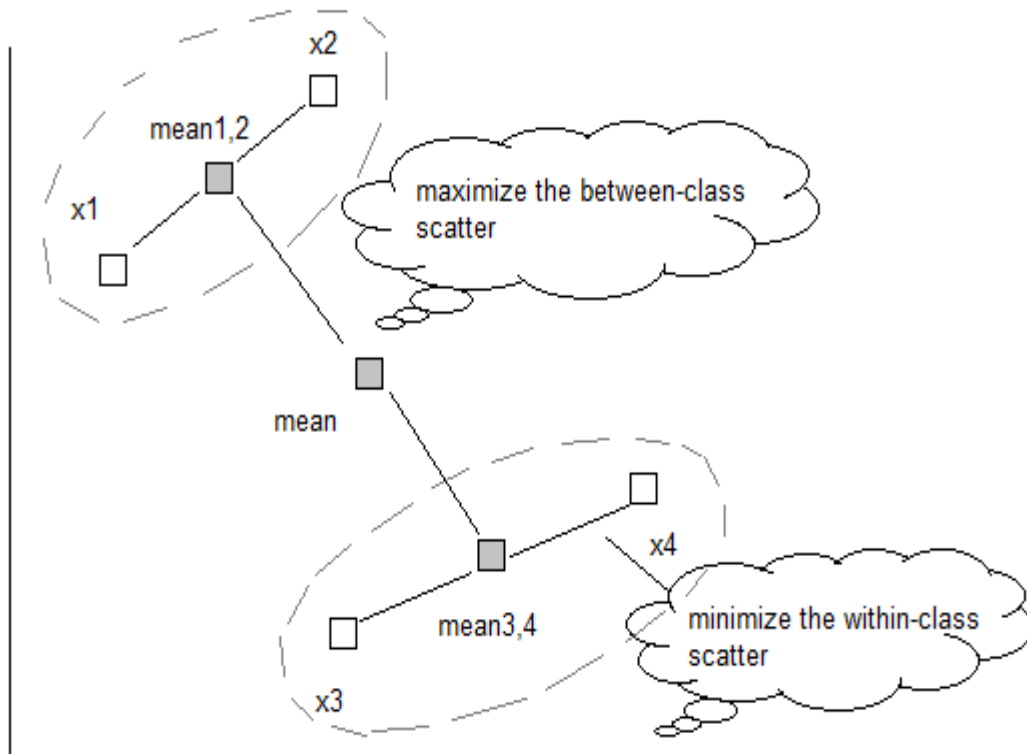 x2
mean1,2
x1
maximize the between-class
scatter
mean
x4
mean3,4
minimize the within-class
scatter
x3